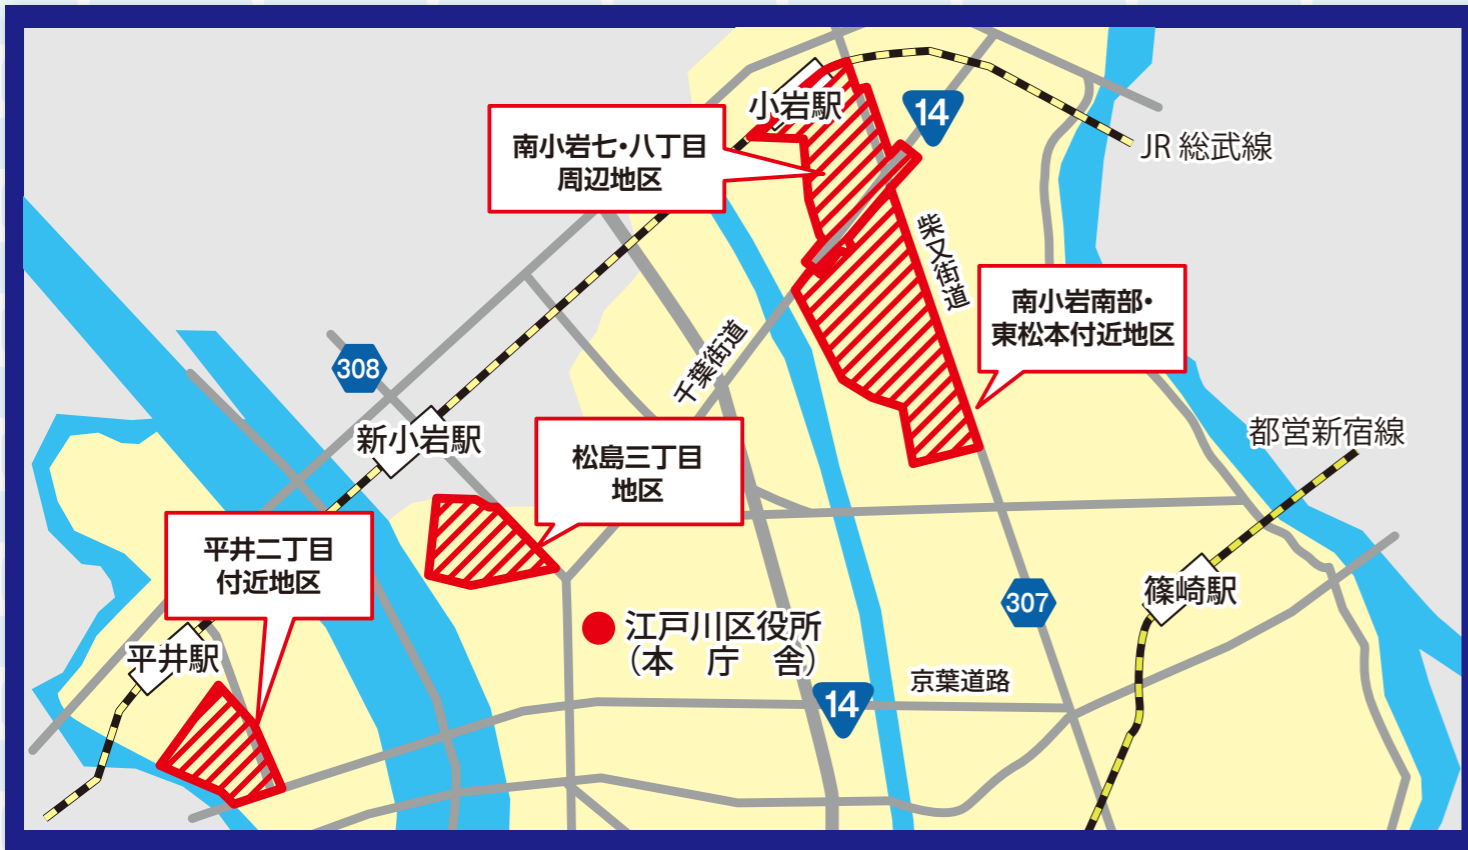 小岩駅
14
南小岩七・八丁目
周辺地区
JR 総武線
柴又街道
南小岩南部・
東松本付近地区
千葉街道
308
新小岩駅
松島三丁目
地区
都営新宿線
平井二丁目
付近地区
307
篠崎駅
江戸川区役所
（本 庁 舎）
平井駅
京葉道路
14